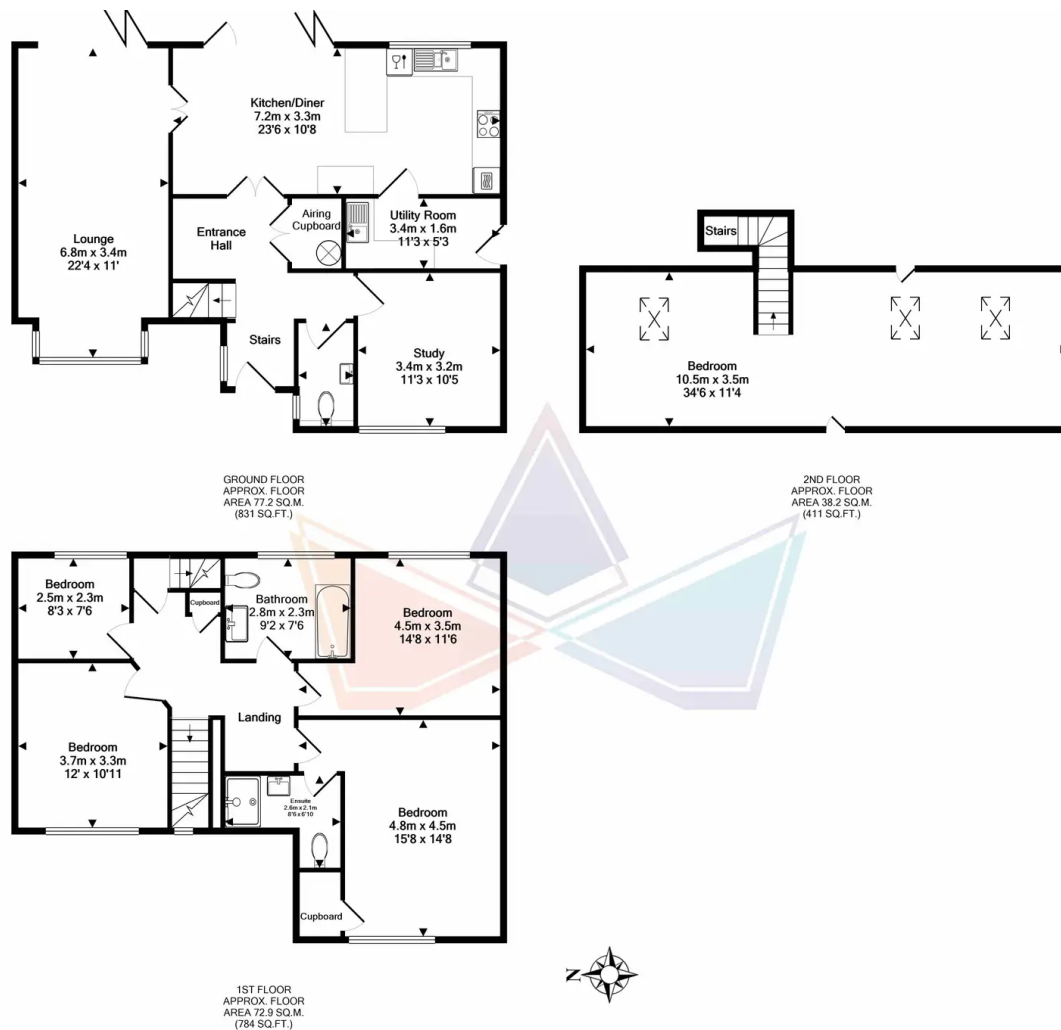 Kitchen/Diner
7.2m x 3.3m
23'6 x 10'8
Lounge
6.8m x 3.4m
22'4 x 11'
Entrance
Hall
Airing
Cupboard
Utility Room
3.4m x 1.6m
11'3 x 5'3
Stairs
Study
3.4m x 3.2m
11'3 x 10'5
GROUND FLOOR
APPROX. FLOOR
AREA 77.2 SQ.M.
(831 SQ.FT.)
Stairs
Bedroom
10.5m x 3.5m
34'6 x 11'4
2ND FLOOR
APPROX. FLOOR
AREA 38.2 SQ.M.
(411 SQ.FT.)
Bedroom
2.5m x 2.3m
8'3 x 7'6
Cupboard
Bathroom
2.8m x 2.3m
9'2 x 7'6
Bedroom
4.5m x 3.5m
14'8 x 11'6
Landing
Bedroom
3.7m x 3.3m
12' x 10'11
Ensuite
2.6m x 2.1m
8'6 x 6'10
Bedroom
4.8m x 4.5m
15'8 x 14'8
Cupboard
1ST FLOOR
APPROX. FLOOR
AREA 72.9 SQ.M.
(784 SQ.FT.)
N